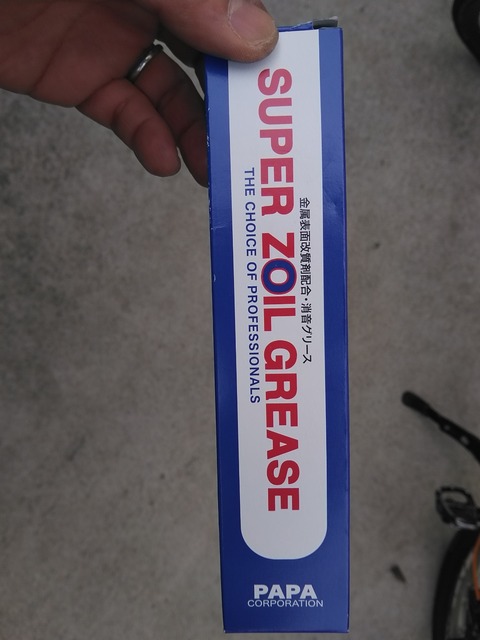 金属表面改質剤配合・消音グリース
SUPER ZOIL GREASE
THE CHOICE OF PROFESSIONALS
PAPA
CORPORATION